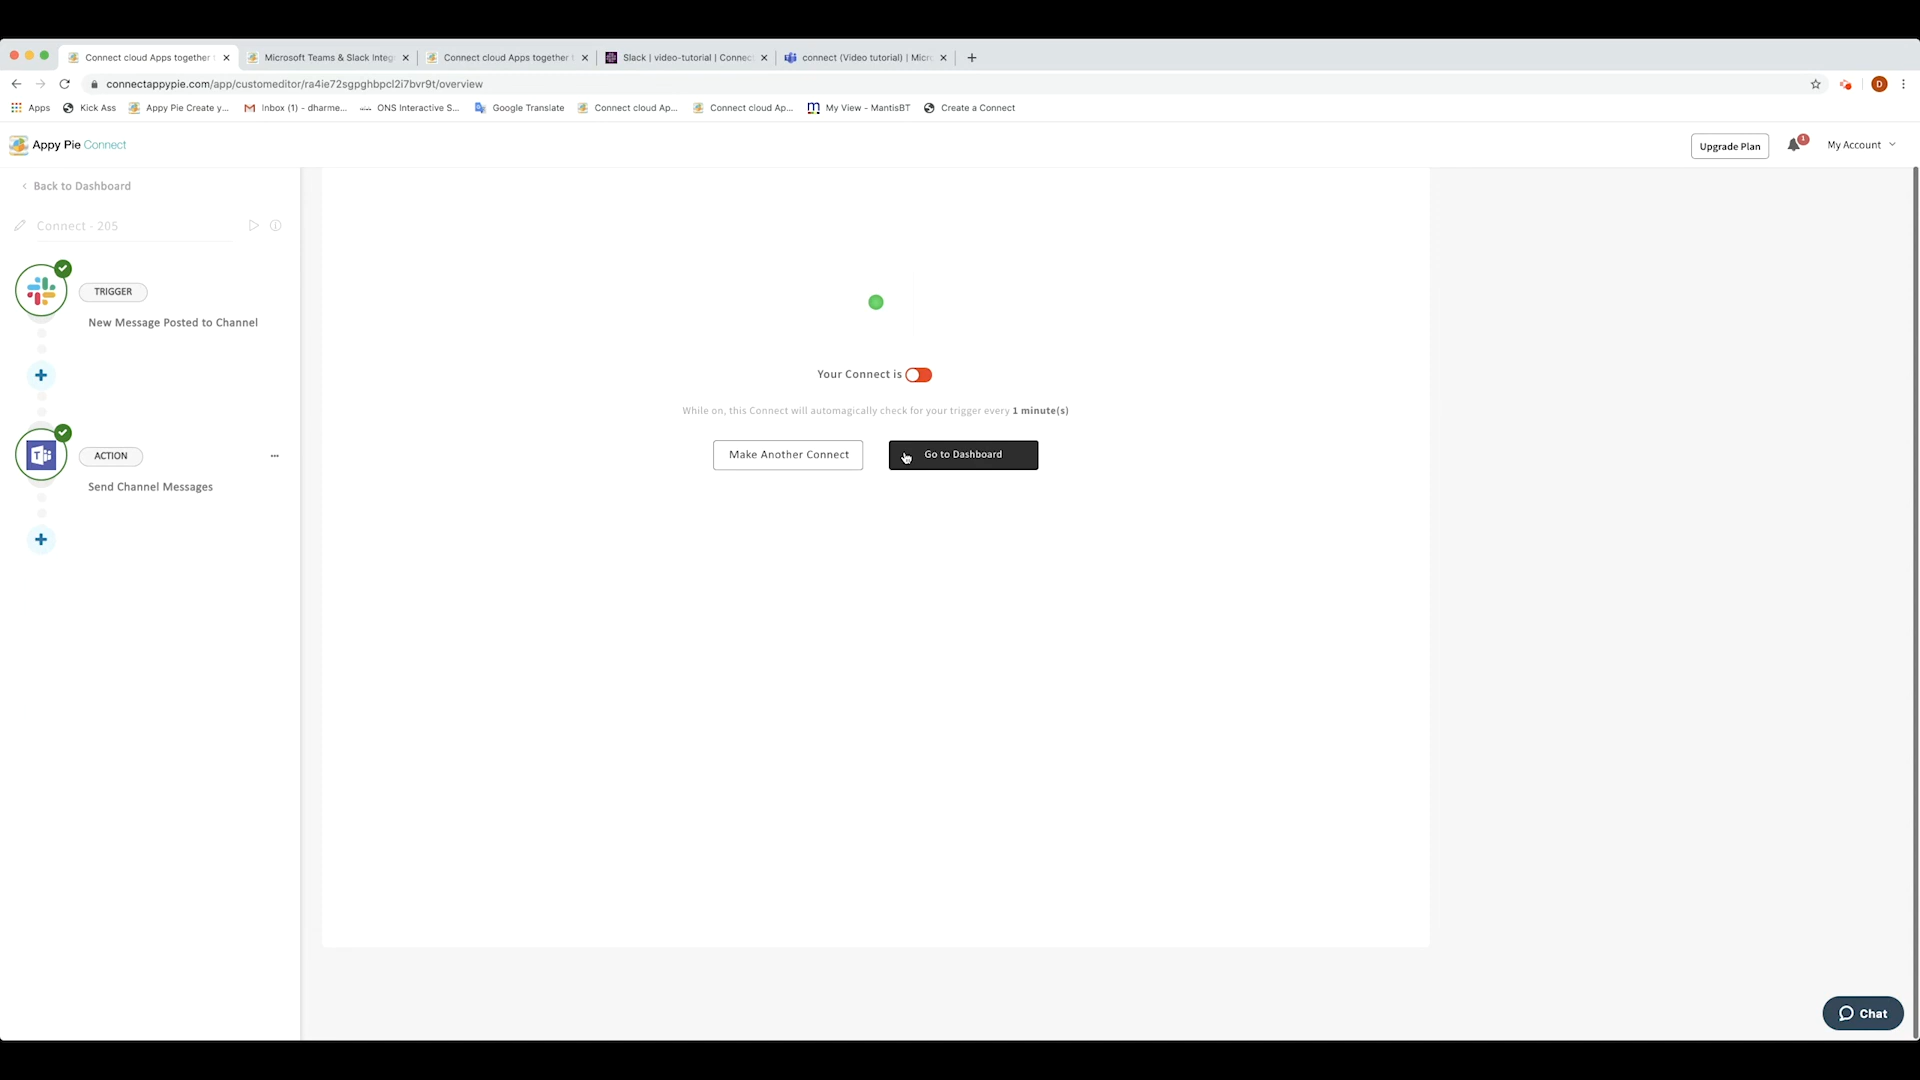 Connect cloud Apps together
Microsoft Teams & Slack Integ
Connect cloud Apps together
Slack | video-tutorial | Connec
connect (Video tutorial) | Micr
connectappypie.com/app/customeditor/ra4ie72sgpghbpcl2i7bvr9t/overview
D
Apps
Kick Ass
Appy Pie Create y...
Inbox (1) - dharme...
ONS Interactive S...
Google Translate
Connect cloud Ap...
Connect cloud Ap...
My View - MantisBT
Create a Connect
Appy Pie Connect
Upgrade Plan
1
My Account
Back to Dashboard
Connect - 205
TRIGGER
New Message Posted to Channel
ACTION
Send Channel Messages
Your Connect is
While on, this Connect will automagically check for your trigger every 1 minute(s)
Make Another Connect
Go to Dashboard
Chat